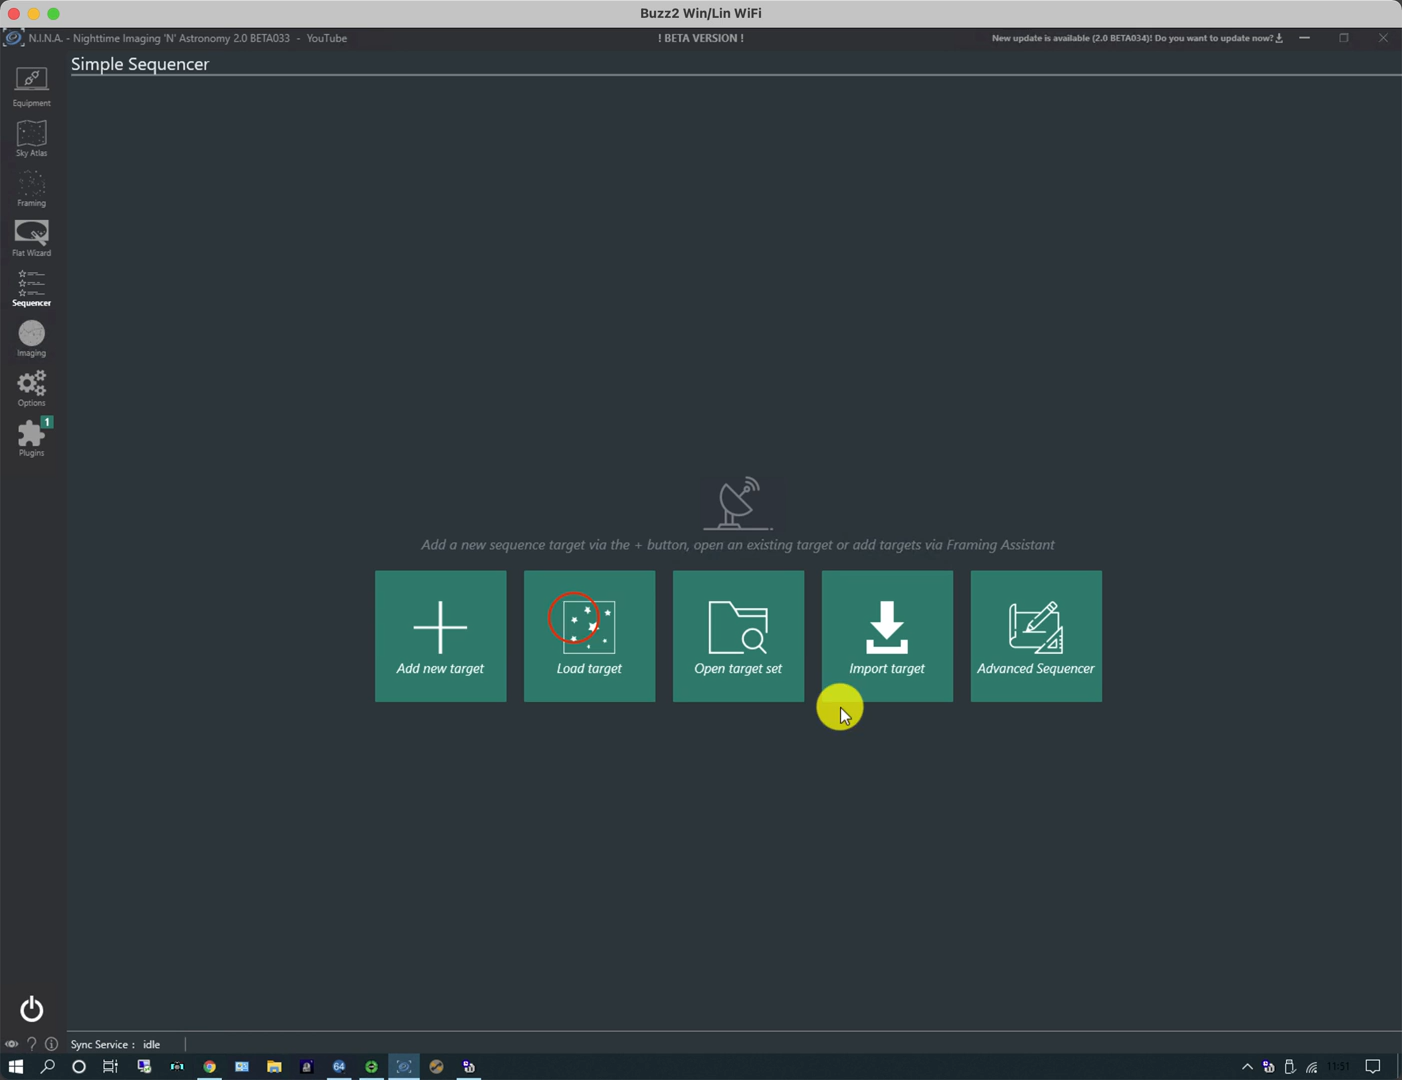 Buzz2 Win/Lin WiFi
N.I.N.A. - Nighttime Imaging 'N' Astronomy 2.0 BETA033 - YouTube
! BETA VERSION !
New update is available (2.0 BETA034)! Do you want to update now?
Simple Sequencer
Equipment
Sky Atlas
Framing
Flat Wizard
Sequencer
Imaging
Options
1
Plugins
Add a new sequence target via the + button, open an existing target or add targets via Framing Assistant
Add new target
Load target
Open target set
Import target
Advanced Sequencer
Sync Service : idle
64
11:51